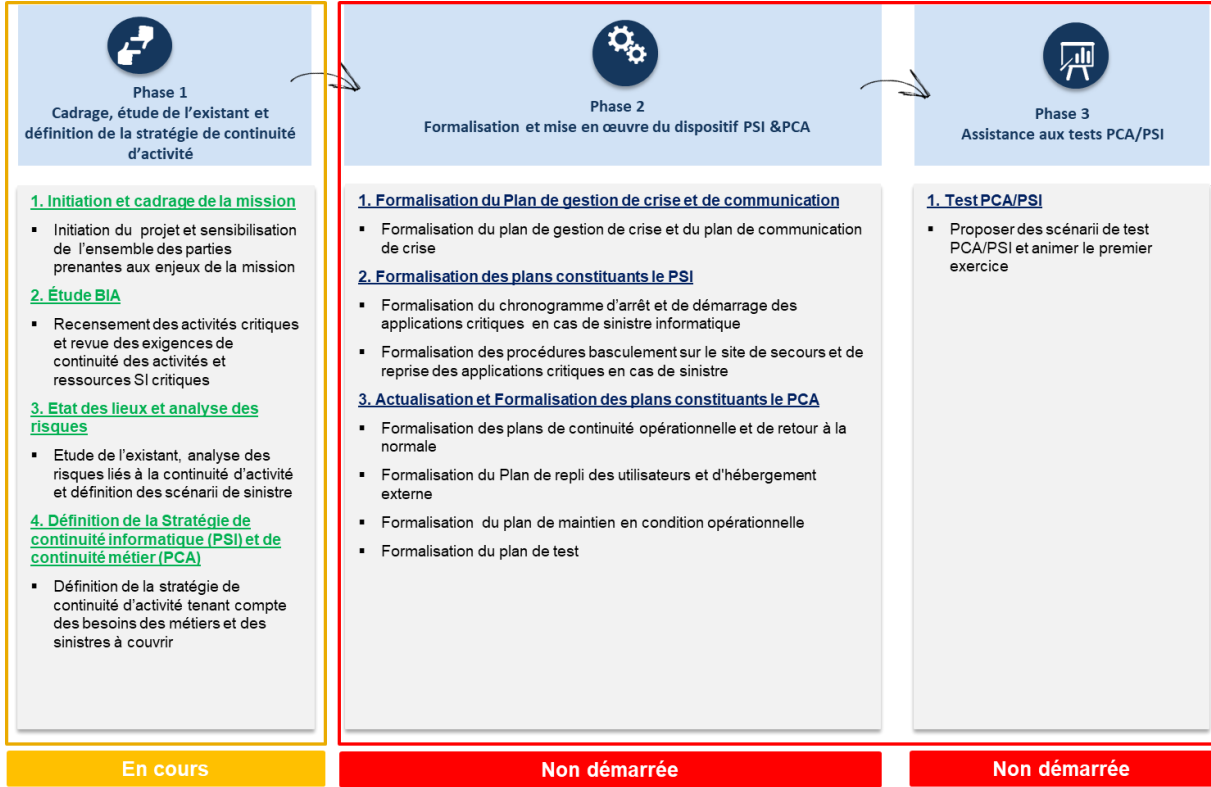 Phase 1
Cadrage, étude de l'existant et
définition de la stratégie de continuité
d'activité
1. Initiation et cadrage de la mission
▪ Initiation du projet et sensibilisation
de l'ensemble des parties
prenantes aux enjeux de la mission
2. Étude BIA
▪ Recensement des activités critiques
et revue des exigences de
continuité des activités et
ressources SI critiques
3. Etat des lieux et analyse des
risques
▪ Etude de l'existant, analyse des
risques liés à la continuité d'activité
et définition des scénarii de sinistre
4. Définition de la Stratégie de
continuité informatique (PSI) et de
continuité métier (PCA)
▪ Définition de la stratégie de
continuité d'activité tenant compte
des besoins des métiers et des
sinistres à couvrir
En cours
Phase 2
Formalisation et mise en œuvre du dispositif PSI &PCA
1. Formalisation du Plan de gestion de crise et de communication
▪ Formalisation du plan de gestion de crise et du plan de communication
de crise
2. Formalisation des plans constituants le PSI
▪ Formalisation du chronogramme d'arrêt et de démarrage des
applications critiques en cas de sinistre informatique
▪ Formalisation des procédures basculement sur le site de secours et de
reprise des applications critiques en cas de sinistre
3. Actualisation et Formalisation des plans constituants le PCA
▪ Formalisation des plans de continuité opérationnelle et de retour à la
normale
▪ Formalisation du Plan de repli des utilisateurs et d'hébergement
externe
▪ Formalisation du plan de maintien en condition opérationnelle
▪ Formalisation du plan de test
Non démarrée
Phase 3
Assistance aux tests PCA/PSI
1. Test PCA/PSI
▪ Proposer des scénarii de test
PCA/PSI et animer le premier
exercice
Non démarrée